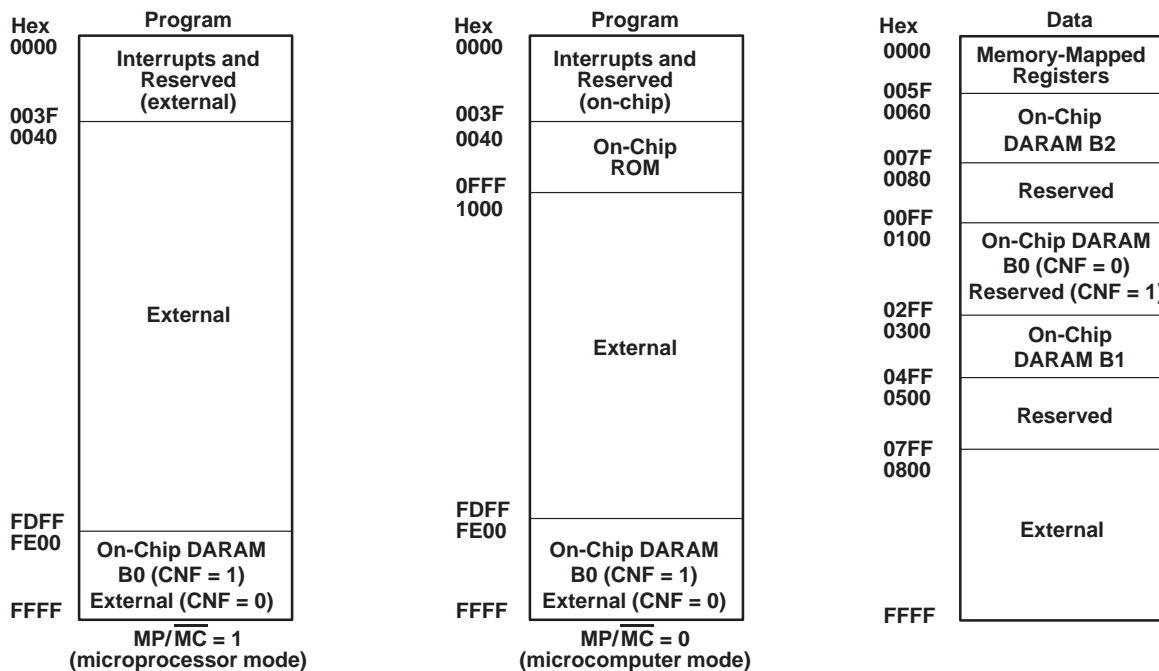 Hex
Program
0000
Interrupts and
Reserved
(external)
003F
0040
External
FDFF
FE00
On-Chip DARAM
B0 (CNF = 1)
External (CNF = 0)
FFFF
MP/MC = 1
(microprocessor mode)
Hex
Program
0000
Interrupts and
Reserved
(on-chip)
003F
0040
On-Chip
ROM
0FFF
1000
External
FDFF
FE00
On-Chip DARAM
B0 (CNF = 1)
External (CNF = 0)
FFFF
MP/MC = 0
(microcomputer mode)
Hex
Data
0000
Memory-Mapped
Registers
005F
0060
On-Chip
DARAM B2
007F
0080
Reserved
00FF
0100
On-Chip DARAM
B0 (CNF = 0)
Reserved (CNF = 1)
02FF
0300
On-Chip
DARAM B1
04FF
0500
Reserved
07FF
0800
External
FFFF